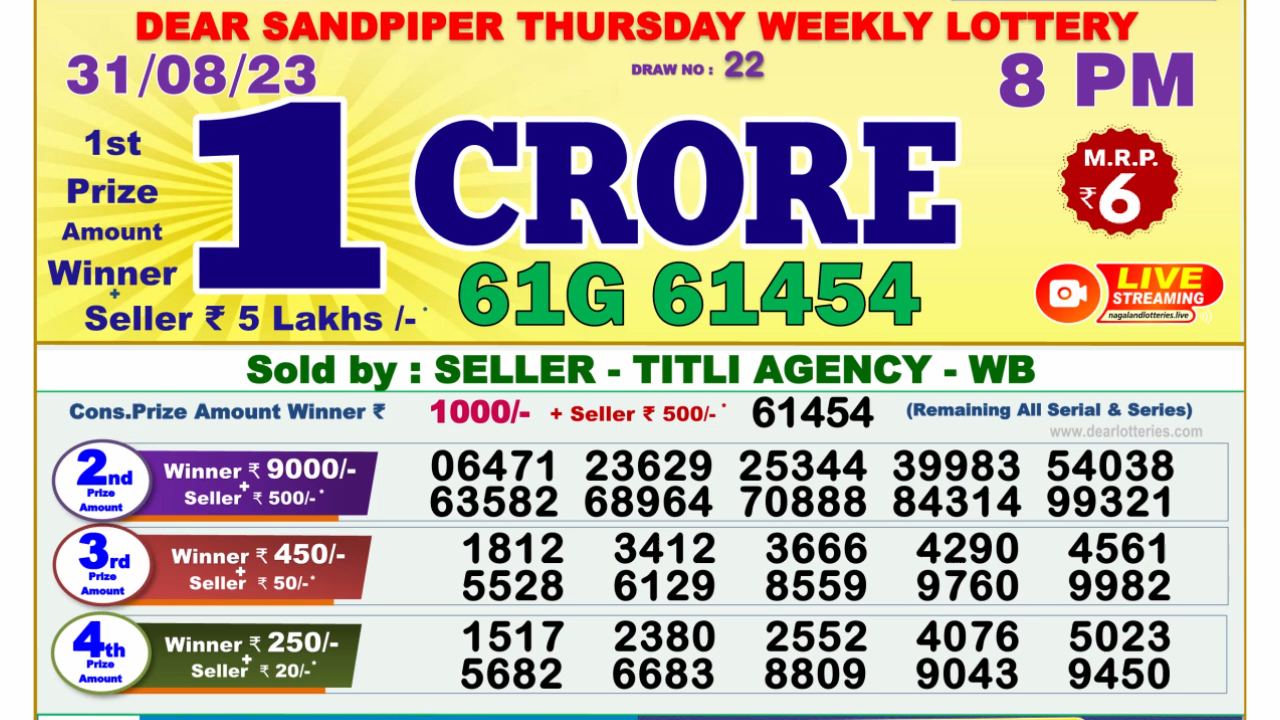 DEAR SANDPIPER THURSDAY WEEKLY LOTTERY
31/08/23
DRAW NO : 22
8 PM
1st
Prize
Amount
Winner
+
Seller ₹ 5 Lakhs /-*
1 CRORE
61G 61454
M.R.P.
₹6
LIVE
STREAMING
nagalandlotteries.live
Sold by : SELLER - TITLI AGENCY - WB
Cons.Prize Amount Winner ₹ 1000/- + Seller ₹ 500/-* 61454 (Remaining All Serial & Series)
www.dearlotteries.com
2nd
Prize
Amount
Winner ₹ 9000/-
+
Seller ₹ 500/-*
06471 23629 25344 39983 54038
63582 68964 70888 84314 99321
3rd
Prize
Amount
Winner ₹ 450/-
+
Seller ₹ 50/-*
1812 3412 3666 4290 4561
5528 6129 8559 9760 9982
4th
Prize
Amount
Winner ₹ 250/-
+
Seller ₹ 20/-*
1517 2380 2552 4076 5023
5682 6683 8809 9043 9450